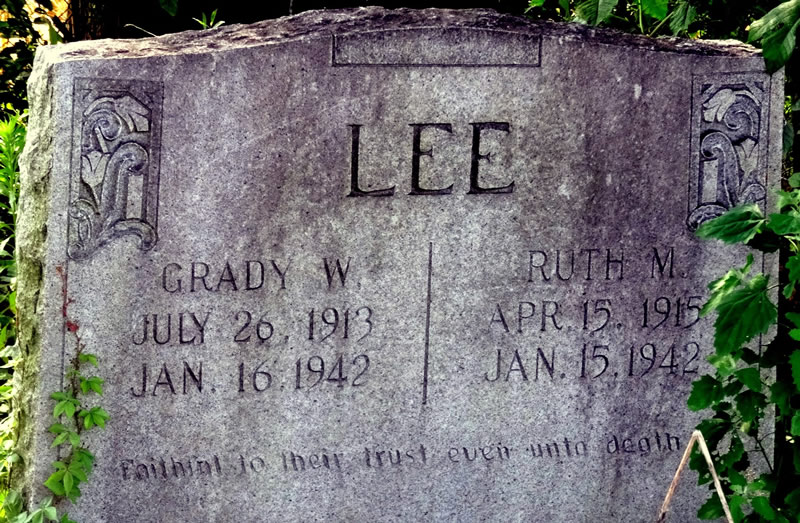 LEE
GRADY W.
JULY 26, 1913
JAN. 16, 1942
RUTH M.
APR. 15, 1915
JAN. 15, 1942
Faithful to their trust even unto death